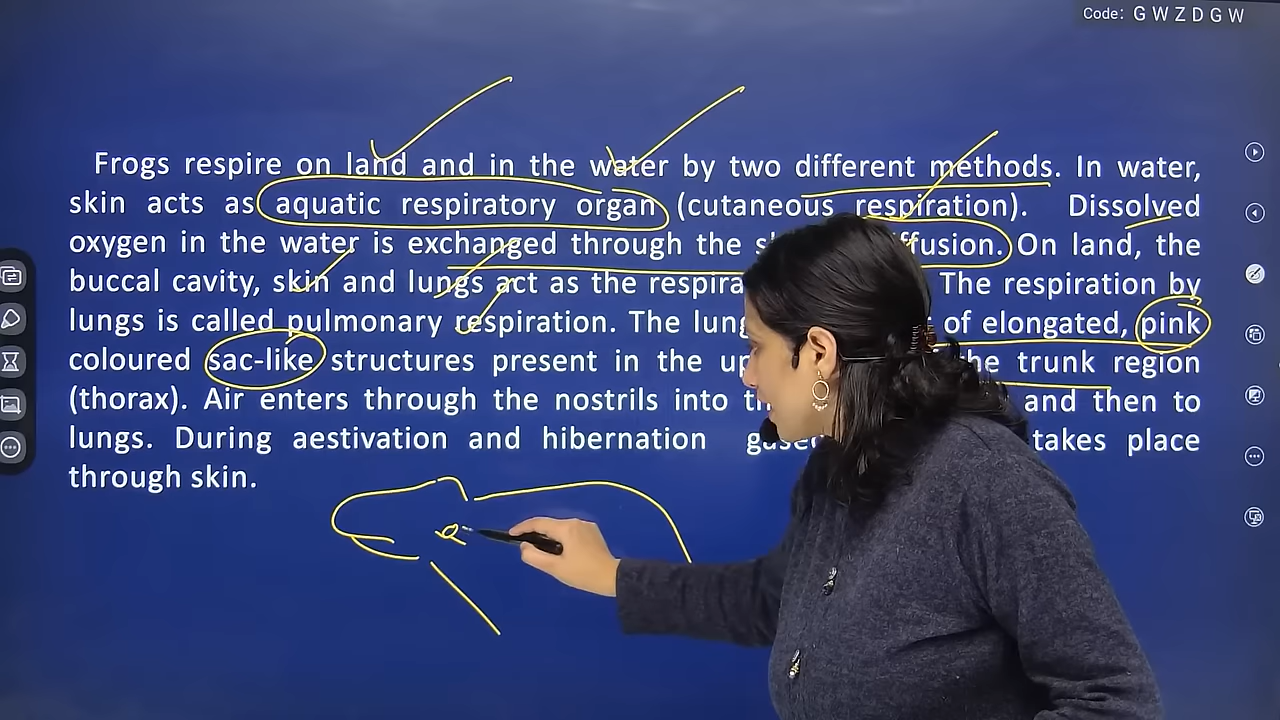 Code: G W Z D G W
Frogs respire on land and in the water by two different methods. In water,
skin acts as aquatic respiratory organ (cutaneous respiration). Dissolved
oxygen in the water is exchanged through the diffusion. On land, the
buccal cavity, skin and lungs act as the The respiration by
lungs is called pulmonary respiration. The of elongated, pink
coloured sac-like structures present in the the trunk region
(thorax). Air enters through the nostrils into and then to
lungs. During aestivation and hibernation takes place
through skin.